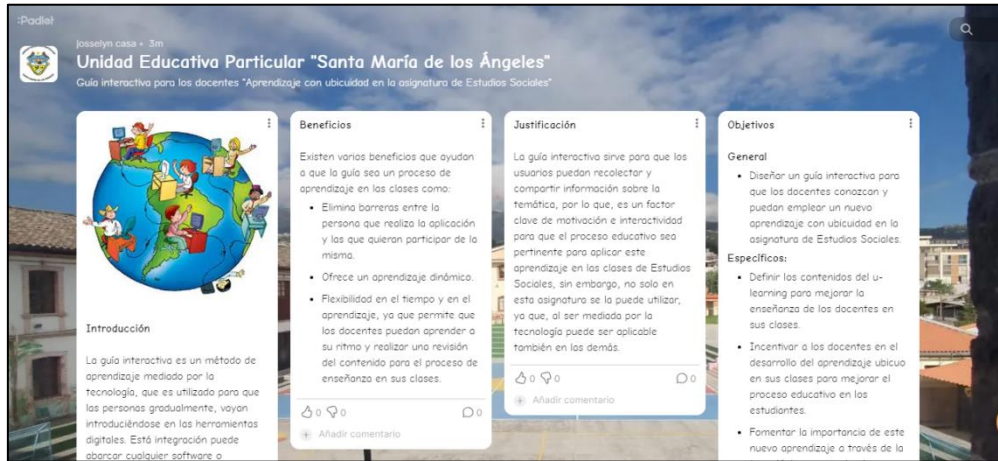 :Padlet
josselyn casa • 3m
Unidad Educativa Particular "Santa María de los Ángeles"
Guía interactiva para los docentes "Aprendizaje con ubicuidad en la asignatura de Estudios Sociales"
Introducción
La guía interactiva es un método de
aprendizaje mediado por la
tecnología, que es utilizado para que
las personas gradualmente, vayan
introduciéndose en las herramientas
digitales. Está integración puede
abarcar cualquier software o
Beneficios
Existen varios beneficios que ayudan
a que la guía sea un proceso de
aprendizaje en las clases como:
• Elimina barreras entre la
persona que realiza la aplicación
y las que quieran participar de la
misma.
• Ofrece un aprendizaje dinámico.
• Flexibilidad en el tiempo y en el
aprendizaje, ya que permite que
los docentes puedan aprender a
su ritmo y realizar una revisión
del contenido para el proceso de
enseñanza en sus clases.
0 0 0
Añadir comentario
Justificación
La guía interactiva sirve para que los
usuarios puedan recolectar y
compartir información sobre la
temática, por lo que, es un factor
clave de motivación e interactividad
para que el proceso educativo sea
pertinente para aplicar este
aprendizaje en las clases de Estudios
Sociales, sin embargo, no solo en
esta asignatura se la puede utilizar,
ya que, al ser mediada por la
tecnología puede ser aplicable
también en las demás.
0 0 0
Añadir comentario
Objetivos
General
• Diseñar un guía interactiva para
que los docentes conozcan y
puedan emplear un nuevo
aprendizaje con ubicuidad en la
asignatura de Estudios Sociales.
Específicos:
• Definir los contenidos del u-
learning para mejorar la
enseñanza de los docentes en
sus clases.
• Incentivar a los docentes en el
desarrollo del aprendizaje ubicuo
en sus clases para mejorar el
proceso educativo en los
estudiantes.
• Fomentar la importancia de este
nuevo aprendizaje a través de la